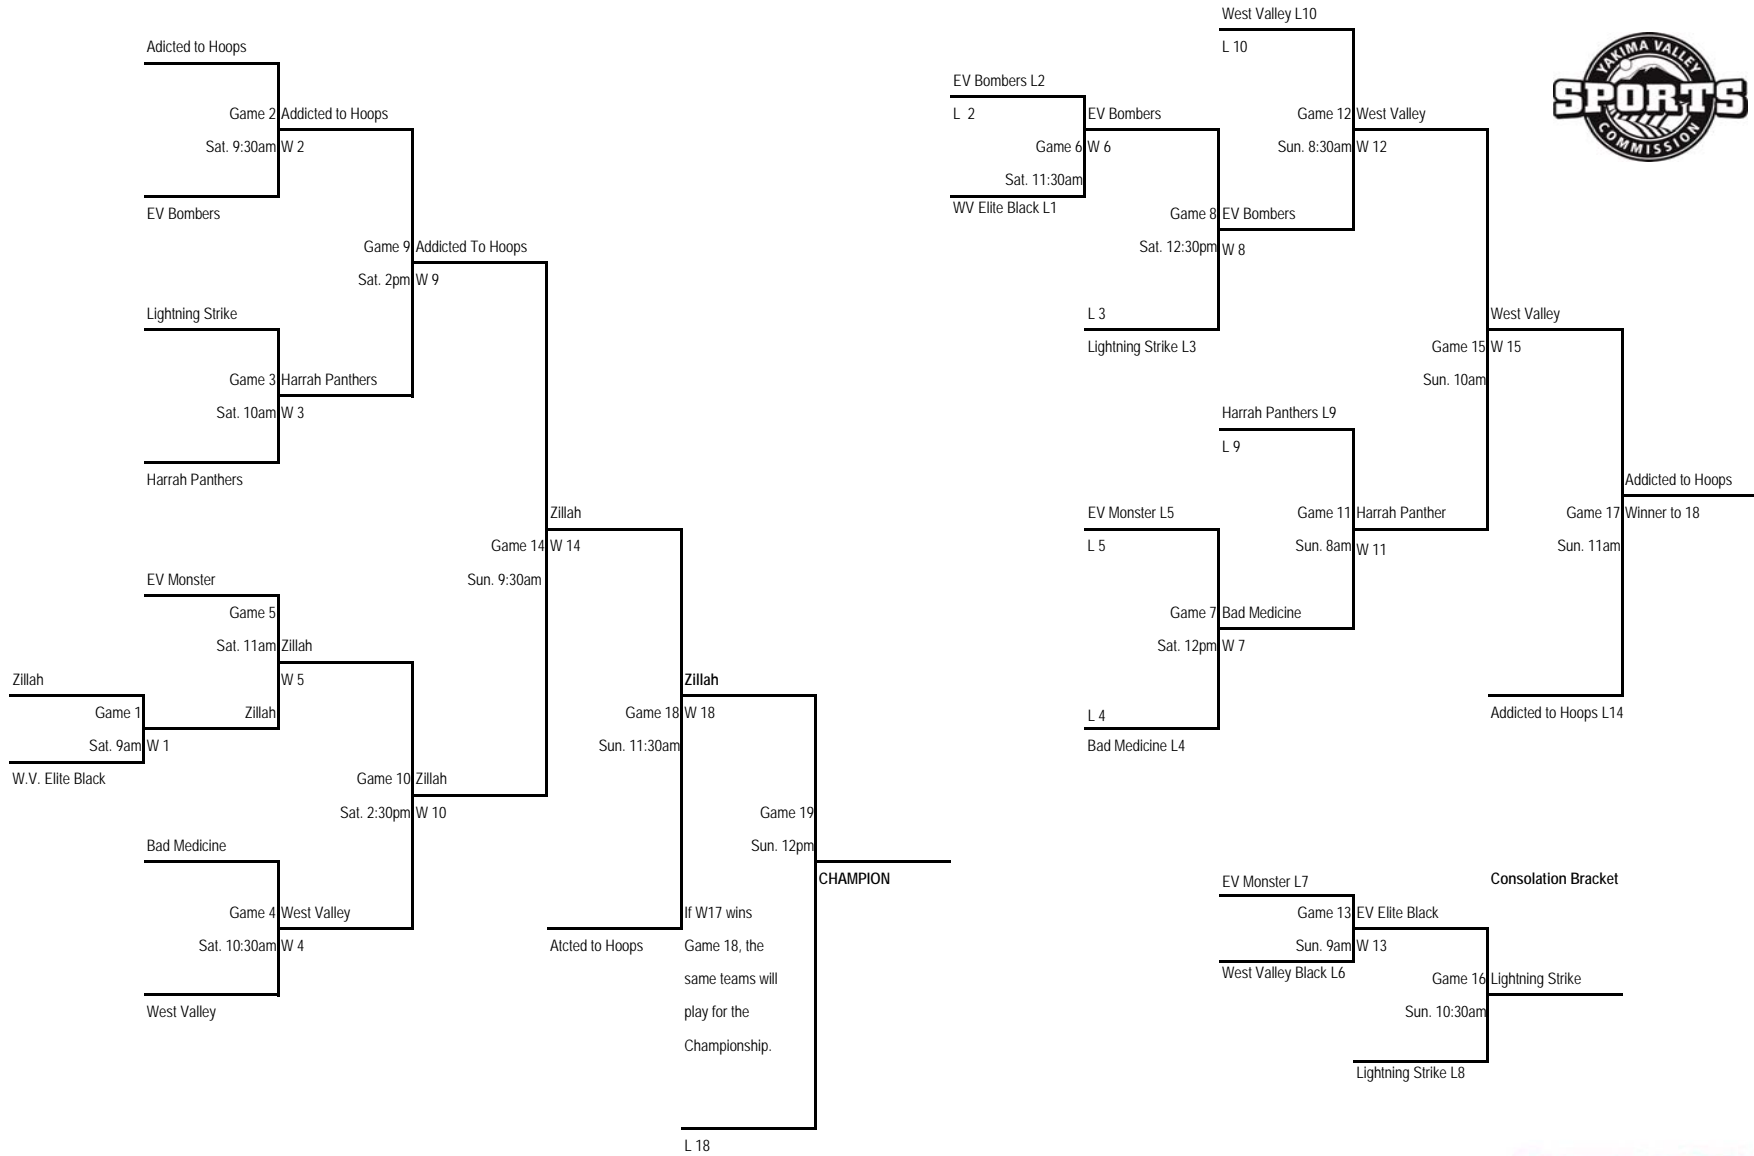 Adicted to Hoops
Game 2 Addicted to Hoops
Sat. 9:30am W 2
EV Bombers
Game 9 Addicted To Hoops
Sat. 2pm W 9
Lightning Strike
Game 3 Harrah Panthers
Sat. 10am W 3
Harrah Panthers
Zillah
Game 14 W 14
Sun. 9:30am
EV Monster
Game 5
Sat. 11am Zillah
W 5
Zillah
Game 1
Zillah
Sat. 9am W 1
W.V. Elite Black
Game 10 Zillah
Sat. 2:30pm W 10
Bad Medicine
Game 4 West Valley
Sat. 10:30am W 4
West Valley
Zillah
Game 18 W 18
Sun. 11:30am
Atcted to Hoops
Game 19
Sun. 12pm
CHAMPION
If W17 wins
Game 18, the
same teams will
play for the
Championship.
L 18
West Valley L10
L 10
EV Bombers L2
L 2
EV Bombers
Game 6 W 6
Sat. 11:30am
WV Elite Black L1
Game 12 West Valley
Sun. 8:30am W 12
Game 8 EV Bombers
Sat. 12:30pm W 8
L 3
Lightning Strike L3
West Valley
Game 15 W 15
Sun. 10am
Harrah Panthers L9
L 9
EV Monster L5
L 5
Game 11 Harrah Panther
Sun. 8am W 11
Game 7 Bad Medicine
Sat. 12pm W 7
L 4
Bad Medicine L4
Addicted to Hoops
Game 17 Winner to 18
Sun. 11am
Addicted to Hoops L14
EV Monster L7
Consolation Bracket
Game 13 EV Elite Black
Sun. 9am W 13
West Valley Black L6
Game 16 Lightning Strike
Sun. 10:30am
Lightning Strike L8
YAKIMA VALLEY
SPORTS
COMMISSION